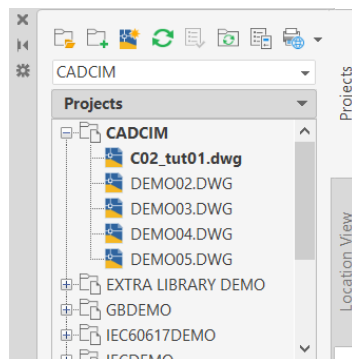 CADCIM
Projects
CADCIM
C02_tut01.dwg
DEMO02.DWG
DEMO03.DWG
DEMO04.DWG
DEMO05.DWG
EXTRA LIBRARY DEMO
GBDEMO
IEC60617DEMO
IECDEMO
Projects
Location View